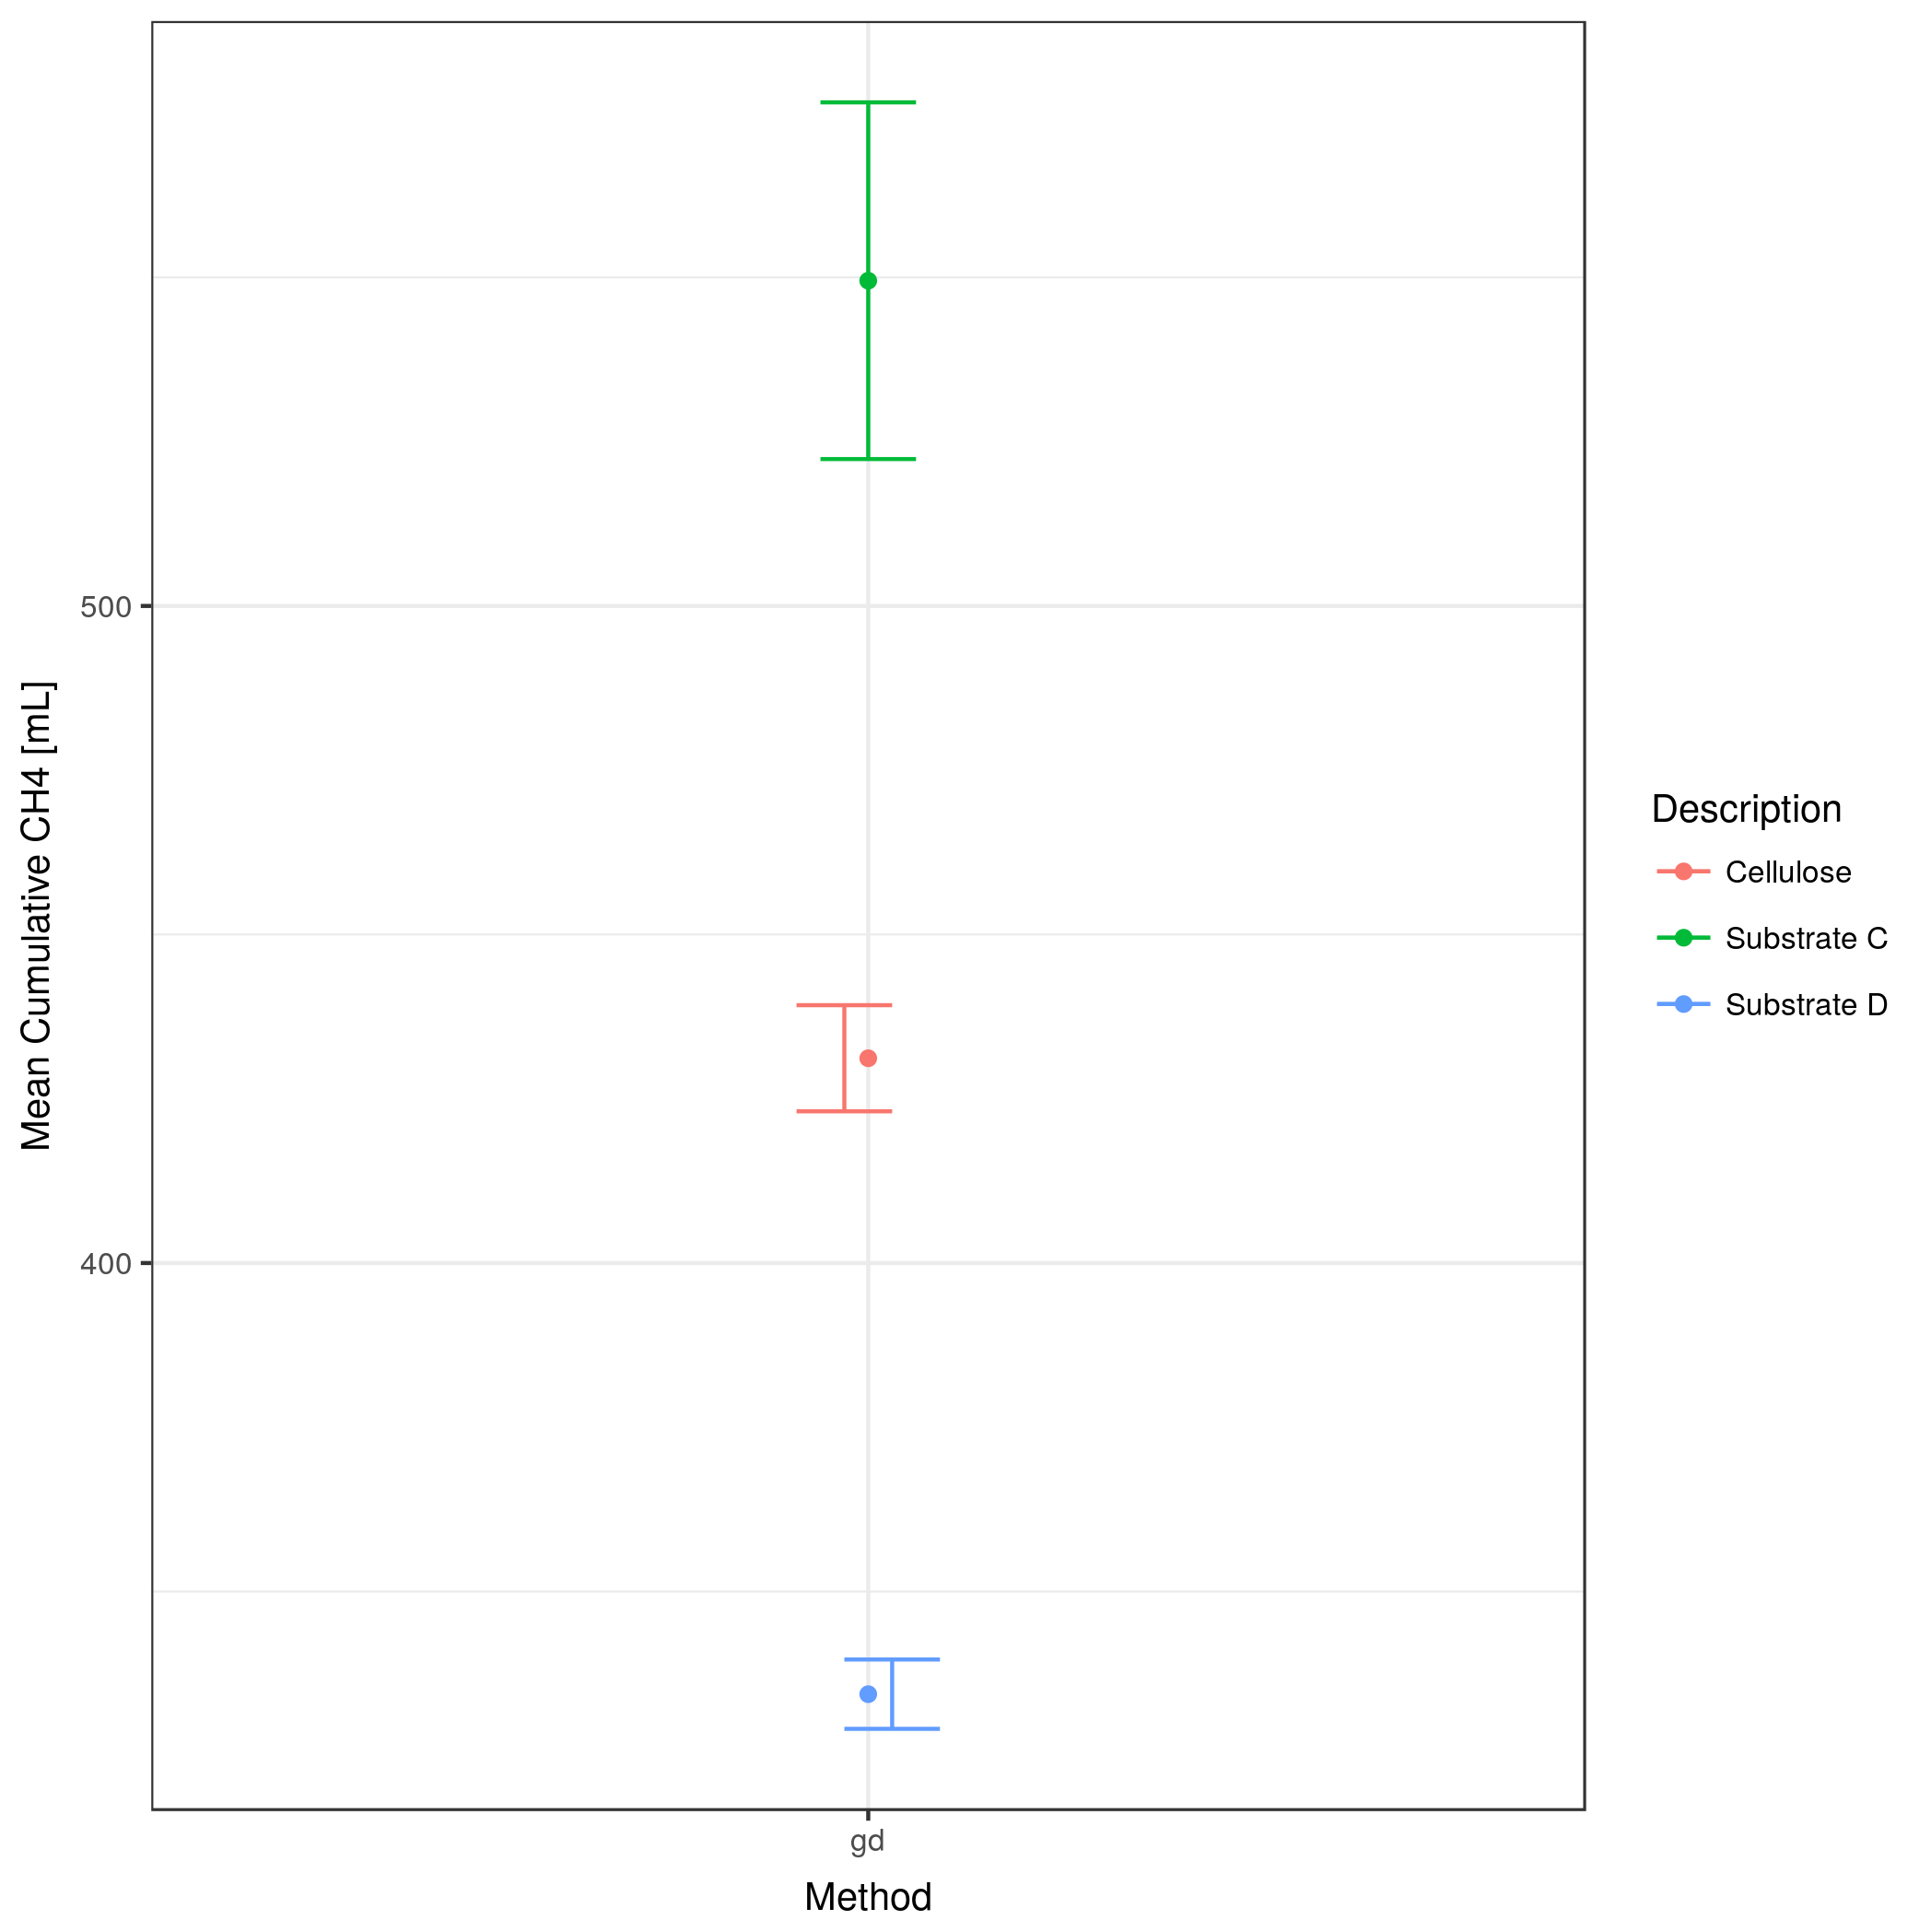 Mean Cumulative CH4 [mL]
500
400
gd
Method
Description
Cellulose
Substrate C
Substrate D